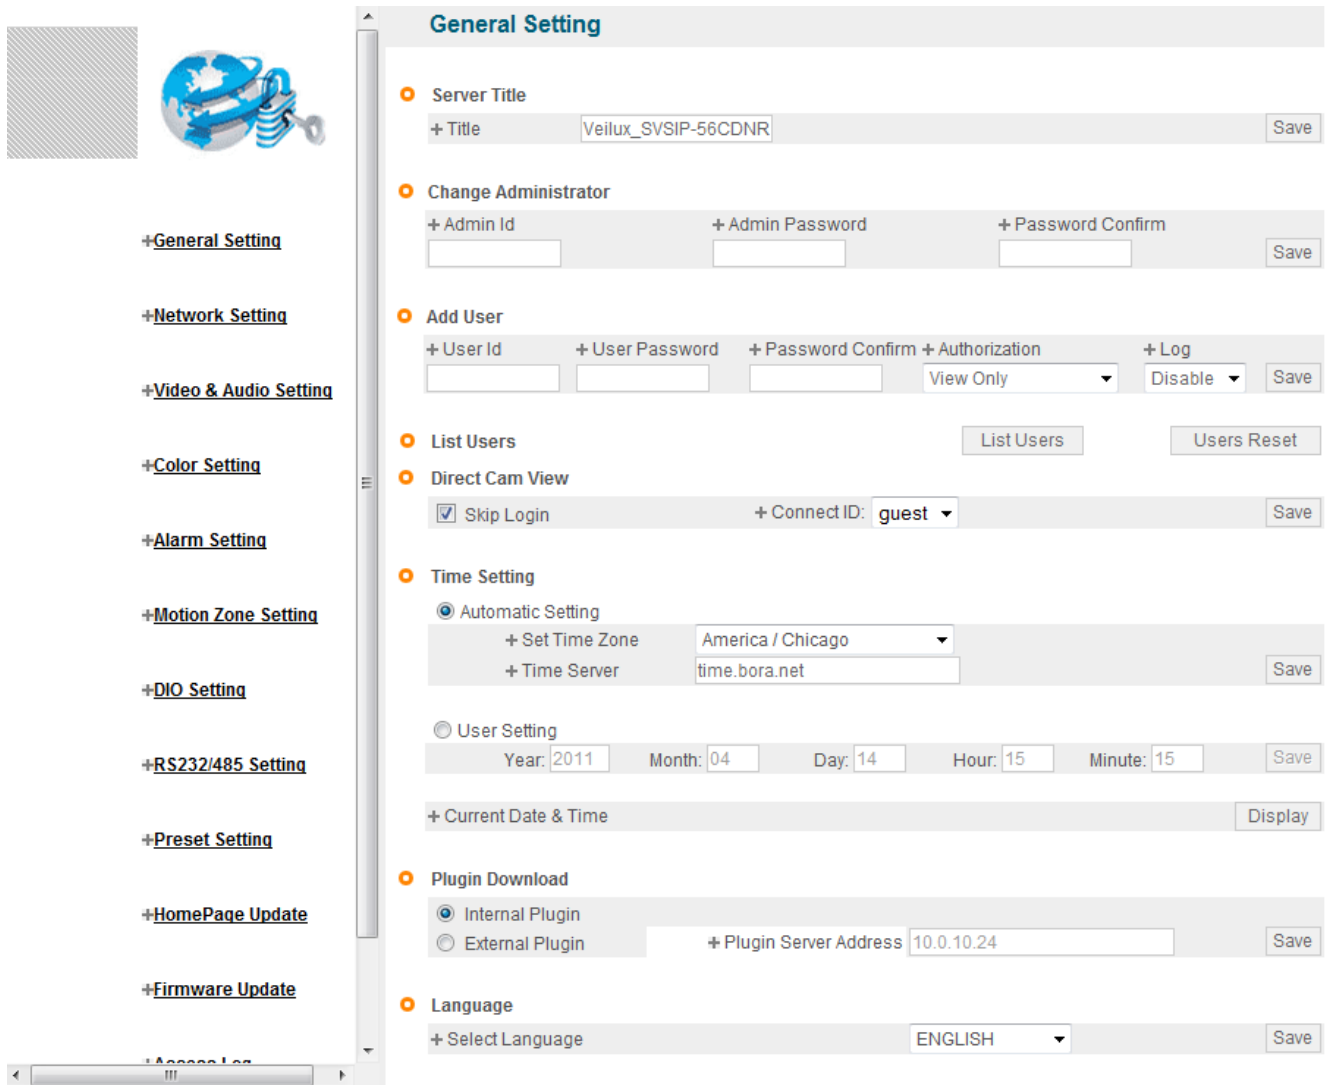 General Setting
Server Title
+ Title Veilux_SVSIP-56CDNR Save
Change Administrator
+ Admin Id + Admin Password + Password Confirm
Save
Add User
+ User Id + User Password + Password Confirm + Authorization + Log
View Only Disable Save
List Users List Users Users Reset
Direct Cam View
Skip Login + Connect ID: guest Save
Time Setting
Automatic Setting
+ Set Time Zone America / Chicago
+ Time Server time.bora.net Save
User Setting
Year: 2011 Month: 04 Day: 14 Hour: 15 Minute: 15 Save
+ Current Date & Time Display
Plugin Download
Internal Plugin
External Plugin + Plugin Server Address 10.0.10.24 Save
Language
+ Select Language ENGLISH Save
+General Setting
+Network Setting
+Video & Audio Setting
+Color Setting
+Alarm Setting
+Motion Zone Setting
+DIO Setting
+RS232/485 Setting
+Preset Setting
+HomePage Update
+Firmware Update
+Access Log